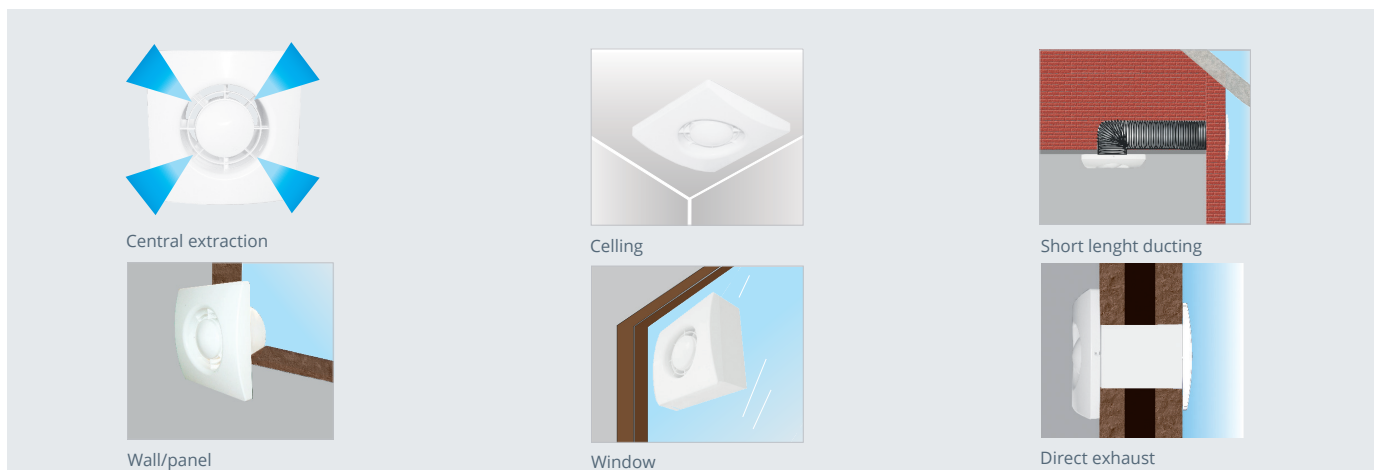 Central extraction
Celling
Short lenght ducting
Wall/panel
Window
Direct exhaust